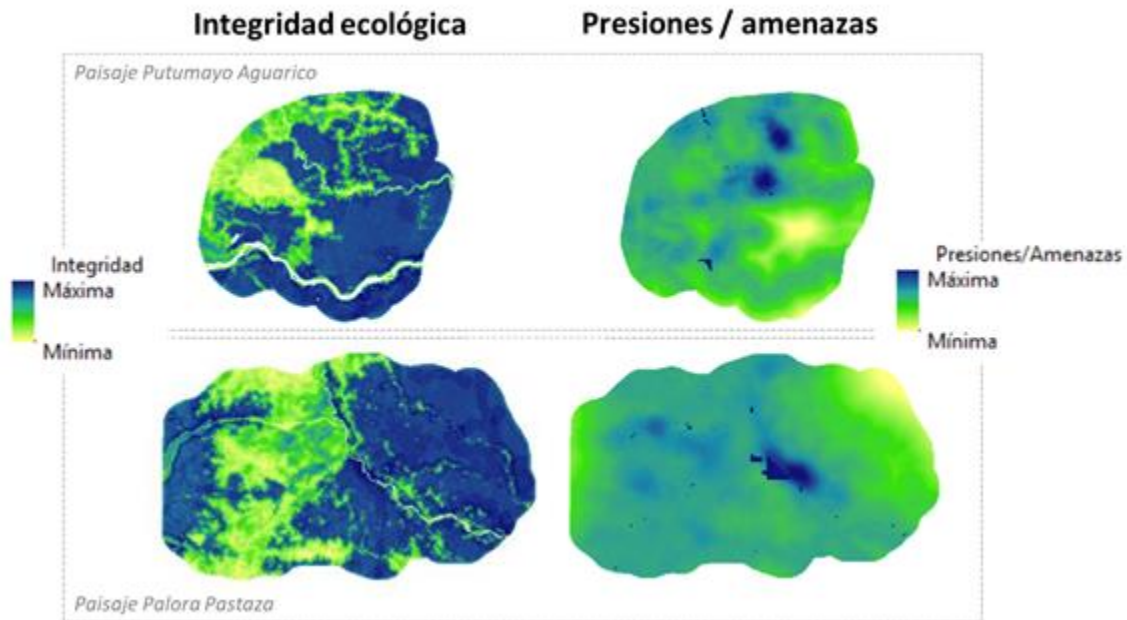 Integridad ecológica
Presiones / amenazas
Paisaje Putumayo Aguarico
Integridad
Máxima
Mínima
Presiones/Amenazas
Máxima
Mínima
Paisaje Palora Pastaza